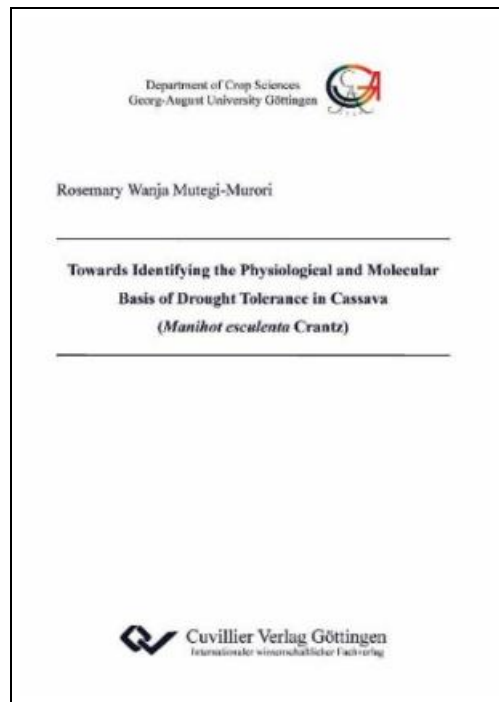 Department of Crop Sciences
Georg-August University Göttingen
Rosemary Wanja Mutegi-Murori
Towards Identifying the Physiological and Molecular
Basis of Drought Tolerance in Cassava
(Manihot esculenta Crantz)
Cuvillier Verlag Göttingen
Internationaler wissenschaftlicher Fachverlag